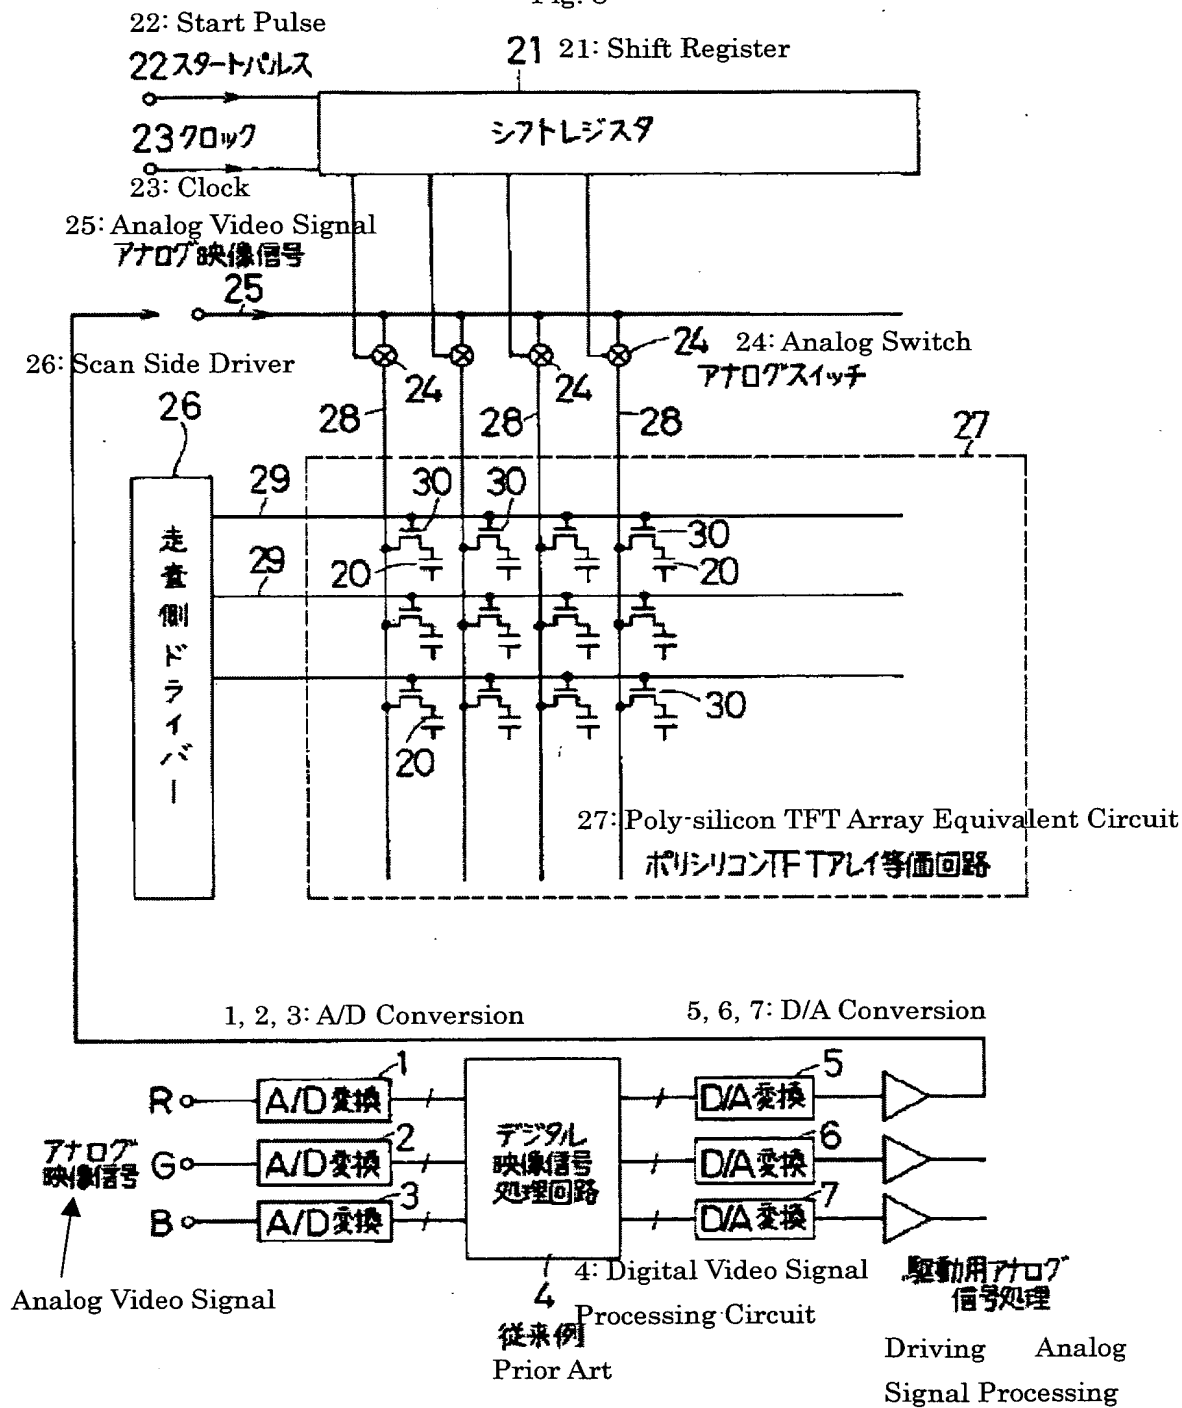 22: Start Pulse
21 21: Shift Register
22 スタートパルス
シフトレジスタ
23 クロック
23: Clock
25: Analog Video Signal
アナログ映像信号
25
24 24: Analog Switch
アナログスイッチ
26: Scan Side Driver
24
24
26
28
28
28
27
29
30
30
30
走査側ドライバー
29
20
20
30
20
27: Poly-silicon TFT Array Equivalent Circuit
ポリシリコンTFTアレイ等価回路
1, 2, 3: A/D Conversion
5, 6, 7: D/A Conversion
1
5
R
A/D変換
D/A変換
アナログ
映像信号
2
6
G
A/D変換
デジタル
映像信号
処理回路
D/A変換
3
7
B
A/D変換
D/A変換
4: Digital Video Signal
Processing Circuit
駆動用アナログ
信号処理
Analog Video Signal
4
従来例
Prior Art
Driving Analog
Signal Processing